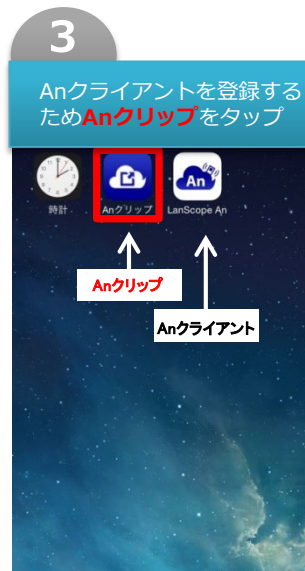 3
Anクライアントを登録する
ためAnクリップをタップ
An
時計
Anクリップ
LanScope An
Anクリップ
Anクライアント